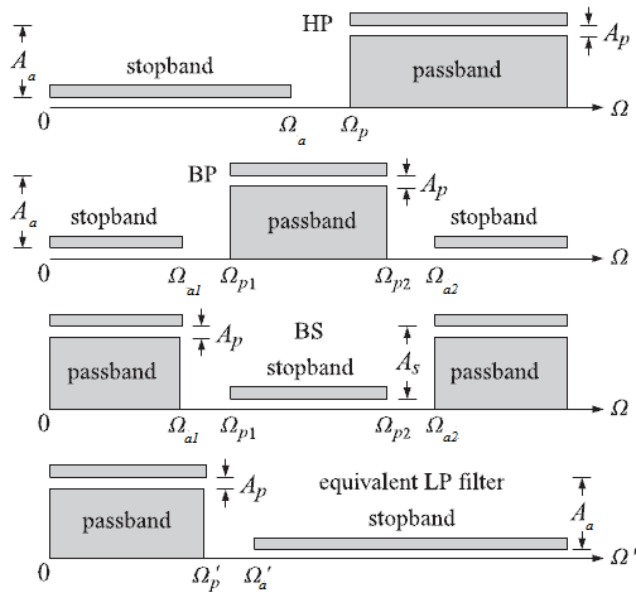 HP
A_p
A_a
stopband
passband
0 Ω_a Ω_p Ω
BP
A_p
A_a
stopband
passband
stopband
0 Ω_a1 Ω_p1 Ω_p2 Ω_a2 Ω
A_p
BS
A_s
passband
stopband
passband
0 Ω_a1 Ω_p1 Ω_p2 Ω_a2 Ω
A_p
equivalent LP filter
A_a
passband
stopband
0 Ω_p' Ω_a' Ω'